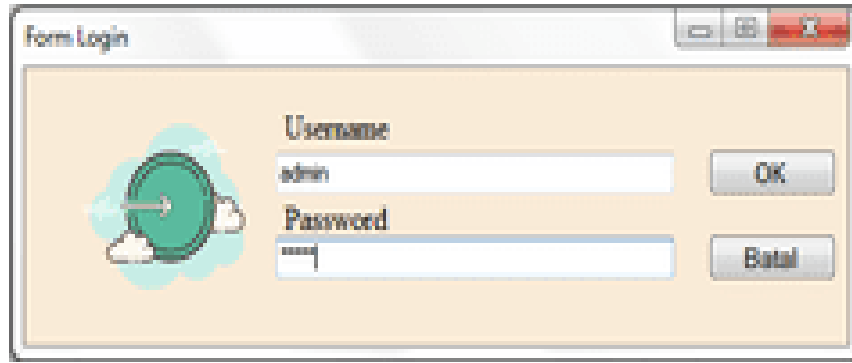 Form Login
Username
admin
OK
Password
*****
Batal